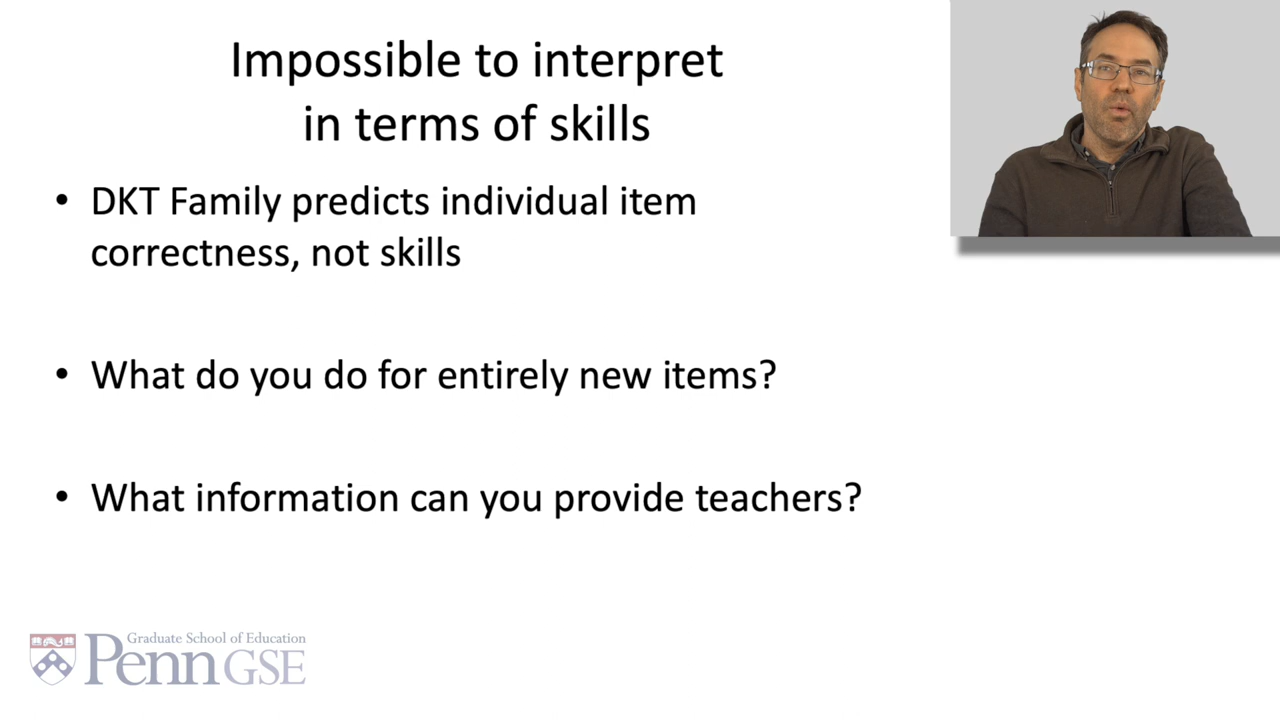 Impossible to interpret
in terms of skills
• DKT Family predicts individual item
correctness, not skills
• What do you do for entirely new items?
• What information can you provide teachers?
Graduate School of Education
Penn GSE